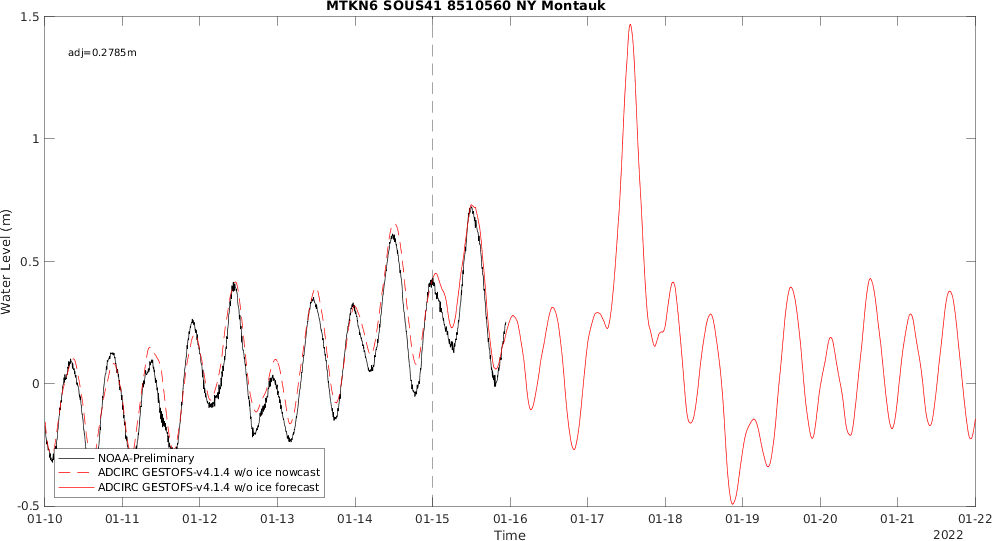 MTKN6 SOUS41 8510560 NY Montauk
adj=0.2785m
Water Level (m)
1.5
1
0.5
0
-0.5
NOAA-Preliminary
ADCIRC GESTOFS-v4.1.4 w/o ice nowcast
ADCIRC GESTOFS-v4.1.4 w/o ice forecast
01-10 01-11 01-12 01-13 01-14 01-15 01-16 01-17 01-18 01-19 01-20 01-21 01-22
Time
2022